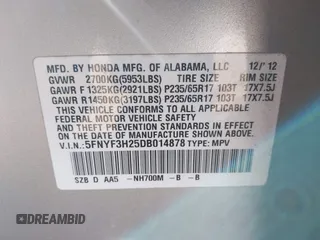 MFD. BY HONDA MFG. OF ALABAMA, LLC 12/'12
GVWR 2700KG(5953LBS) TIRE SIZE RIM SIZE
GAWR F 1325KG(2921LBS) P235/65R17 103T 17X7.5J
GAWR R1450KG(3197LBS) P235/65R17 103T 17X7.5J
THIS VEHICLE CONFORMS TO ALL APPLICABLE
FEDERAL MOTOR VEHICLE SAFETY STANDARDS
IN EFFECT ON THE DATE OF MANUFACTURE
SHOWN ABOVE.
V.I.N.: 5FNYF3H25DB014878 TYPE: MPV
SZB D AA5 -NH700M -B -B
DREAMBID
dreambid.com